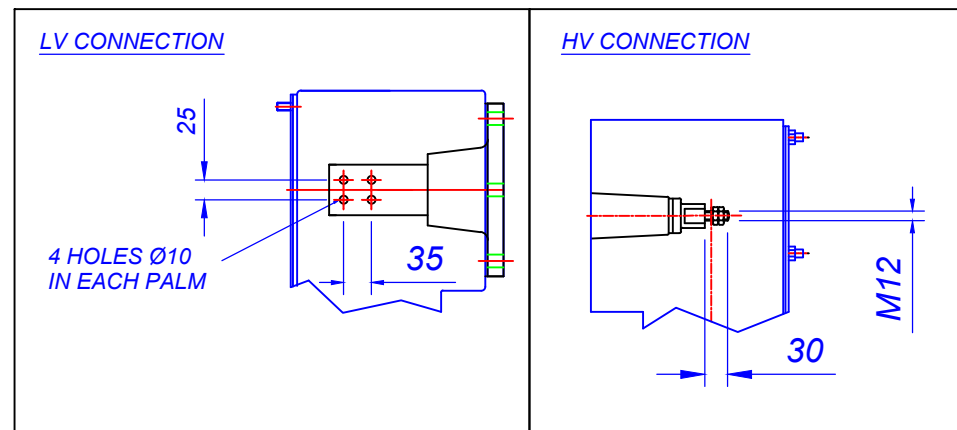 LV CONNECTION
25
4 HOLES Ø10
IN EACH PALM
35
HV CONNECTION
M12
30